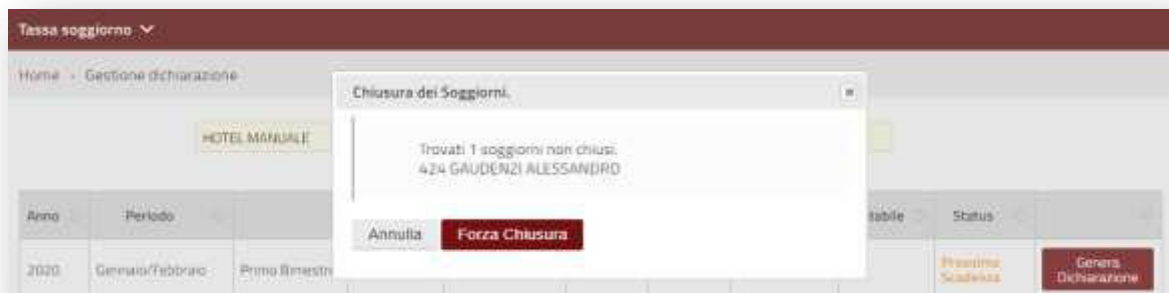 Tassa soggiorno
Home › Gestione dichiarazione
Chiusura dei Soggiorni.
HOTEL MANUALE
Trovati 1 soggiorni non chiusi.
424 GAUDENZI ALESSANDRO
Annulla Forza Chiusura
Anno Periodo tabile Status
2020 Gennaio/Febbraio Primo Bimestre Prossima Scadenza Genera Dichiarazione